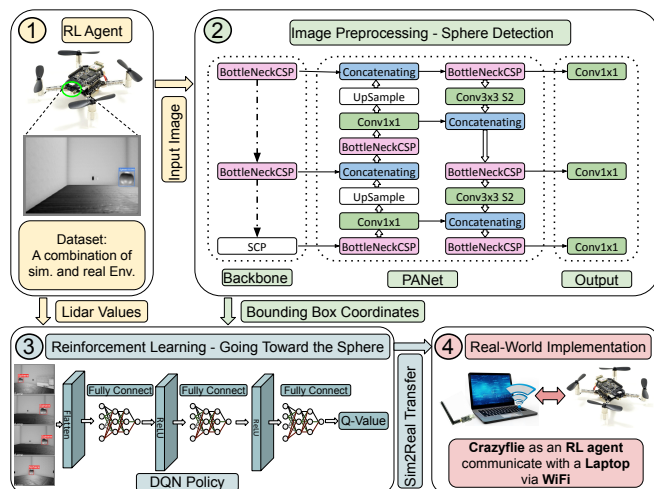 1
RL Agent
Dataset:
A combination of
sim. and real Env.
Input Image
2
Image Preprocessing - Sphere Detection
BottleNeckCSP
Concatenating
BottleNeckCSP
Conv1x1
UpSample
Conv3x3 S2
Conv1x1
Concatenating
BottleNeckCSP
BottleNeckCSP
Concatenating
BottleNeckCSP
Conv1x1
UpSample
Conv3x3 S2
Conv1x1
Concatenating
SCP
BottleNeckCSP
BottleNeckCSP
Conv1x1
Backbone
PANet
Output
Lidar Values
Bounding Box Coordinates
3
Reinforcement Learning - Going Toward the Sphere
Flatten
Fully Connect
ReLU
Fully Connect
ReLU
Fully Connect
Q-Value
DQN Policy
Sim2Real Transfer
4
Real-World Implementation
Crazyflie as an RL agent
communicate with a Laptop
via WiFi